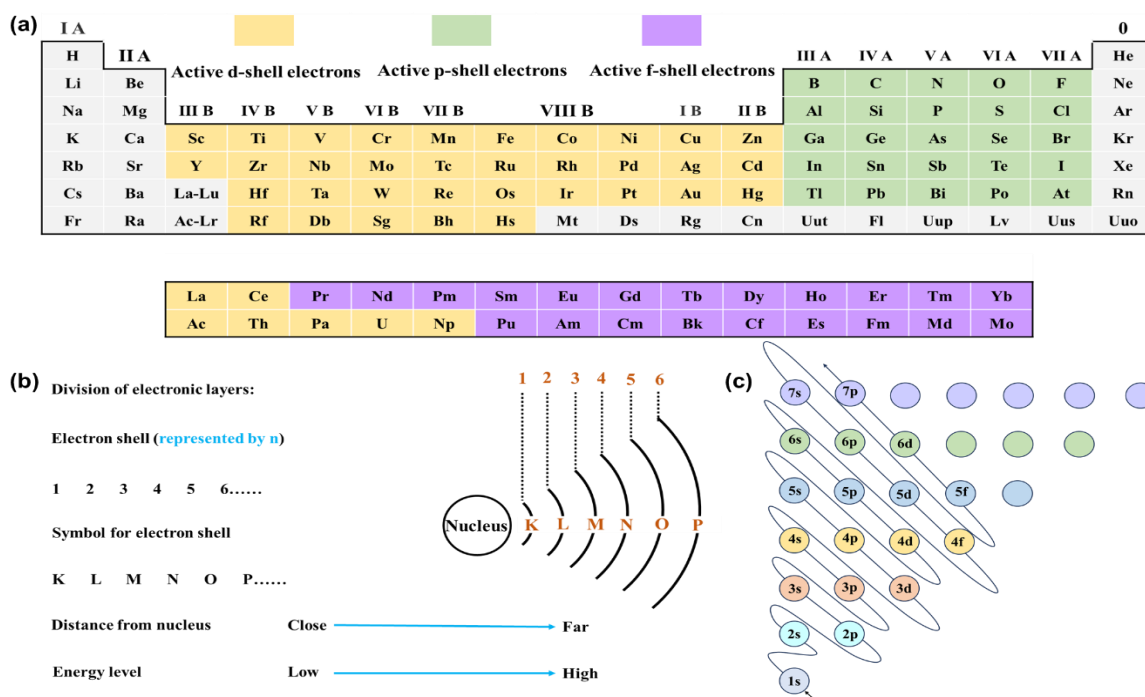 (a)
I A
0
H
II A
Active d-shell electrons
Active p-shell electrons
Active f-shell electrons
III A IV A V A VI A VII A
He
Li Be B C N O F Ne
III B IV B V B VI B VII B VIII B I B II B
Na Mg Al Si P S Cl Ar
K Ca Sc Ti V Cr Mn Fe Co Ni Cu Zn Ga Ge As Se Br Kr
Rb Sr Y Zr Nb Mo Tc Ru Rh Pd Ag Cd In Sn Sb Te I Xe
Cs Ba La-Lu Hf Ta W Re Os Ir Pt Au Hg Tl Pb Bi Po At Rn
Fr Ra Ac-Lr Rf Db Sg Bh Hs Mt Ds Rg Cn Uut Fl Uup Lv Uus Uuo
La Ce Pr Nd Pm Sm Eu Gd Tb Dy Ho Er Tm Yb
Ac Th Pa U Np Pu Am Cm Bk Cf Es Fm Md Mo
(b)
Division of electronic layers:
Electron shell (represented by n)
1 2 3 4 5 6……
Symbol for electron shell
K L M N O P……
Distance from nucleus Close Far
Energy level Low High
1 2 3 4 5 6
Nucleus K L M N O P
(c)
7s 7p
6s 6p 6d
5s 5p 5d 5f
4s 4p 4d 4f
3s 3p 3d
2s 2p
1s